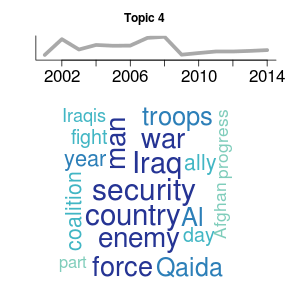 Topic 4
2002 2006 2010 2014
Iraqis troops
fight man war
year Iraq ally progress
security
coalition country Al Afghan
enemy day
part force Qaida